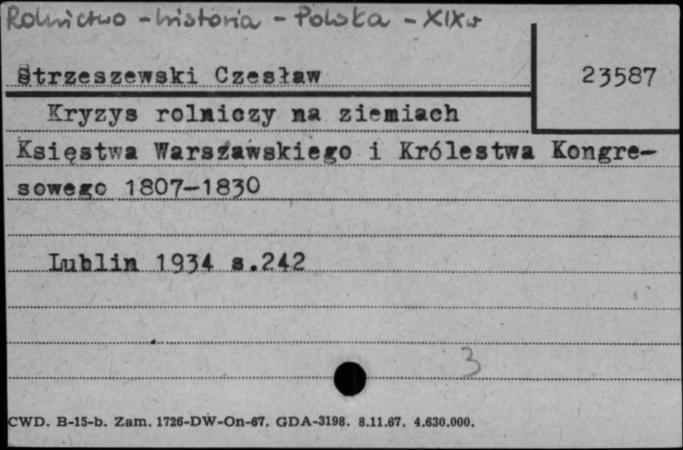 Rolnictwo - historia - Polska - XIX w
Strzeszewski Czesław
23587
Kryzys rolniczy na ziemiach
Księstwa Warszawskiego i Królestwa Kongre-
sowego 1807-1830
Lublin 1934 s.242
3
CWD. B-15-b. Zam. 1726-DW-On-67. GDA-3198. 8.11.67. 4.630.000.